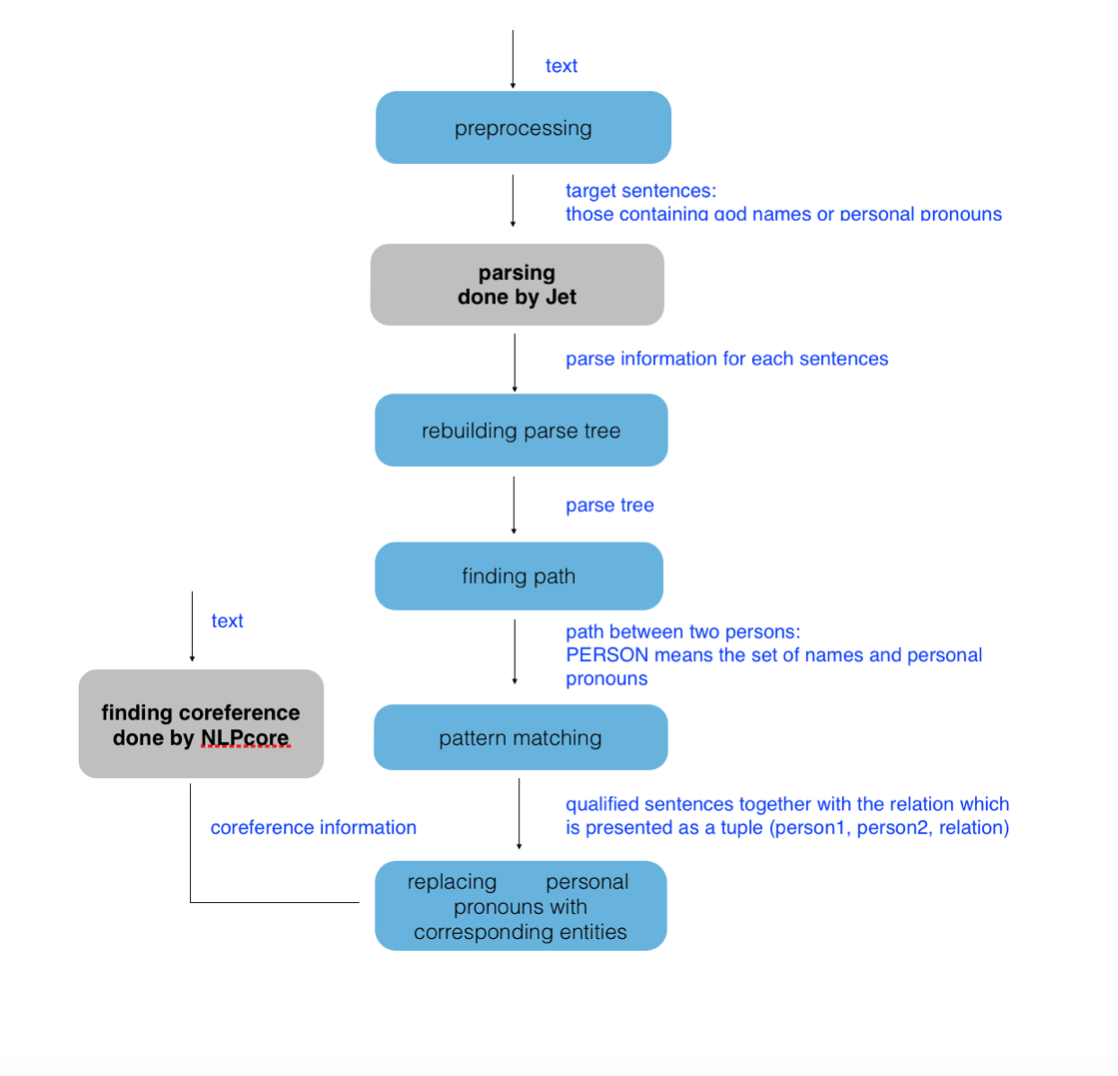 text
preprocessing
target sentences:
those containing god names or personal pronouns
parsing
done by Jet
parse information for each sentences
rebuilding parse tree
parse tree
finding path
text
path between two persons:
PERSON means the set of names and personal
pronouns
finding coreference
done by NLPcore
pattern matching
qualified sentences together with the relation which
is presented as a tuple (person1, person2, relation)
coreference information
replacing personal
pronouns with
corresponding entities